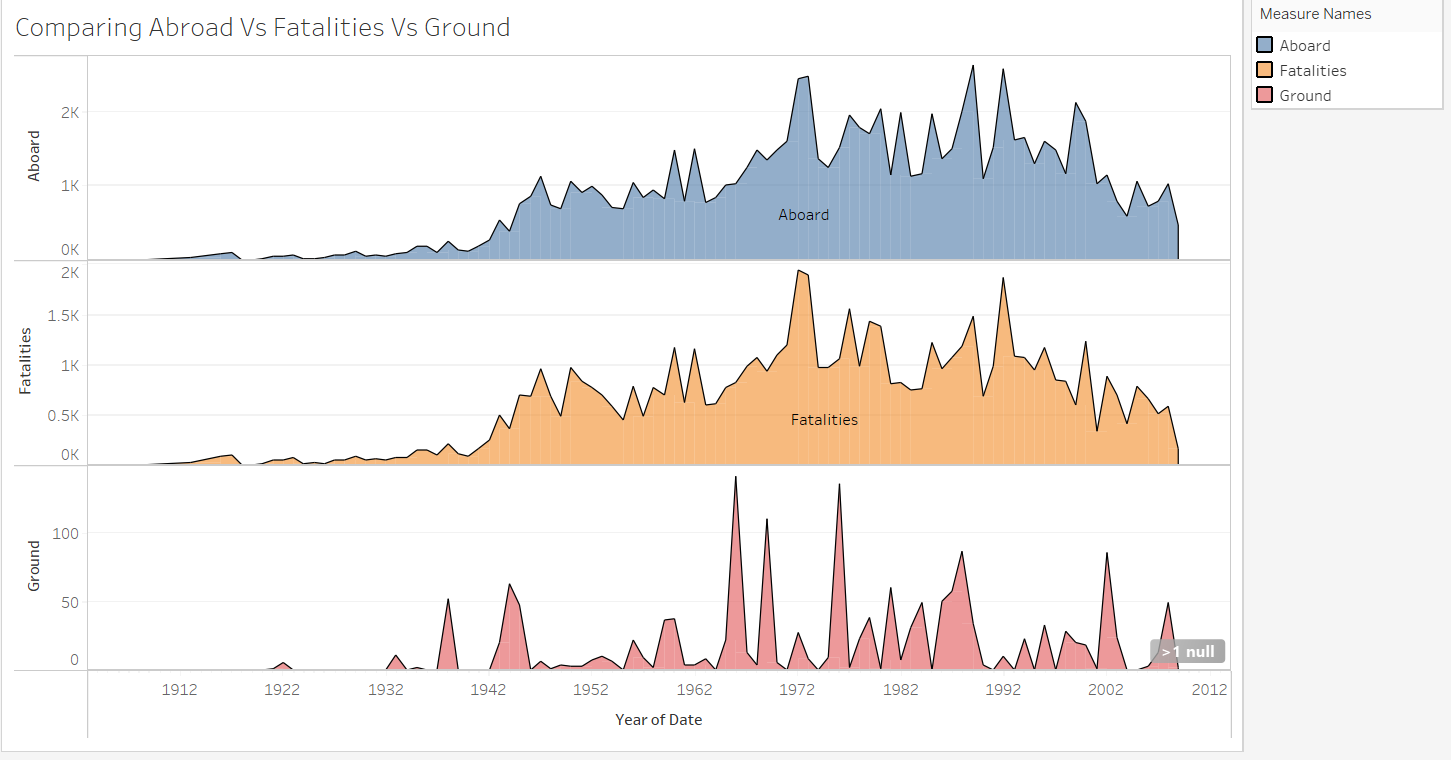 Comparing Abroad Vs Fatalities Vs Ground
Measure Names
Aboard
Fatalities
Ground
Aboard
2K
1K
0K
Aboard
Fatalities
2K
1.5K
1K
0.5K
0K
Fatalities
Ground
100
50
0
>1 null
1912 1922 1932 1942 1952 1962 1972 1982 1992 2002 2012
Year of Date